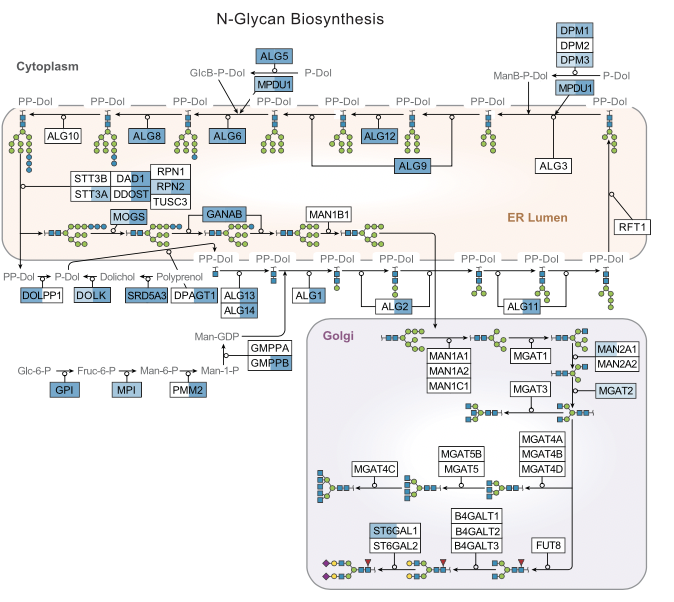 N-Glycan Biosynthesis
Cytoplasm
ALG5
GlcB-P-Dol
P-Dol
MPDU1
DPM1
DPM2
DPM3
ManB-P-Dol
P-Dol
MPDU1
PP-Dol
PP-Dol
PP-Dol
PP-Dol
PP-Dol
PP-Dol
PP-Dol
PP-Dol
ALG10
ALG8
ALG6
ALG12
ALG9
ALG3
STT3B
DAD1
RPN1
STT3A
DDOST
RPN2
TUSC3
MOGS
GANAB
MAN1B1
ER Lumen
RFT1
PP-Dol
P-Dol
Dolichol
Polyprenol
PP-Dol
PP-Dol
PP-Dol
PP-Dol
PP-Dol
PP-Dol
PP-Dol
DOLPP1
DOLK
SRD5A3
DPAGT1
ALG13
ALG14
ALG1
ALG2
ALG11
Man-GDP
GMPPA
GMPPB
Glc-6-P
Fruc-6-P
Man-6-P
Man-1-P
GPI
MPI
PMM2
Golgi
MAN1A1
MAN1A2
MAN1C1
MGAT1
MAN2A1
MAN2A2
MGAT3
MGAT2
MGAT4C
MGAT5B
MGAT5
MGAT4A
MGAT4B
MGAT4D
ST6GAL1
ST6GAL2
B4GALT1
B4GALT2
B4GALT3
FUT8